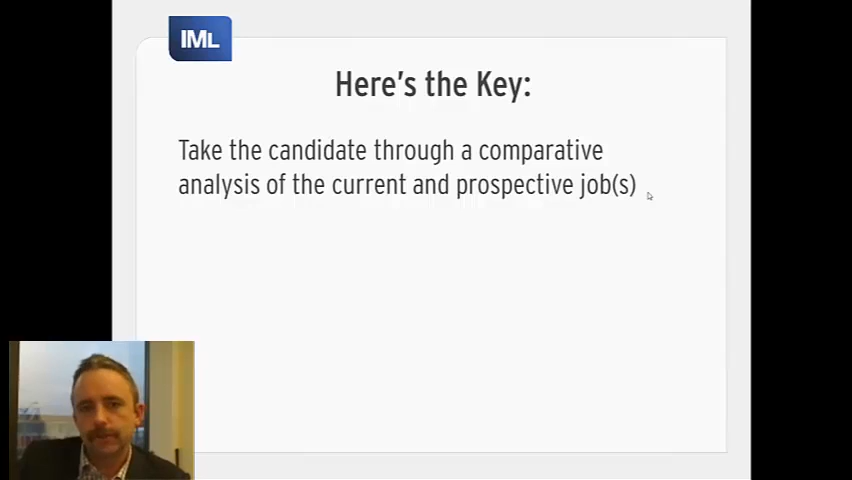 IML
Here's the Key:
Take the candidate through a comparative
analysis of the current and prospective job(s)